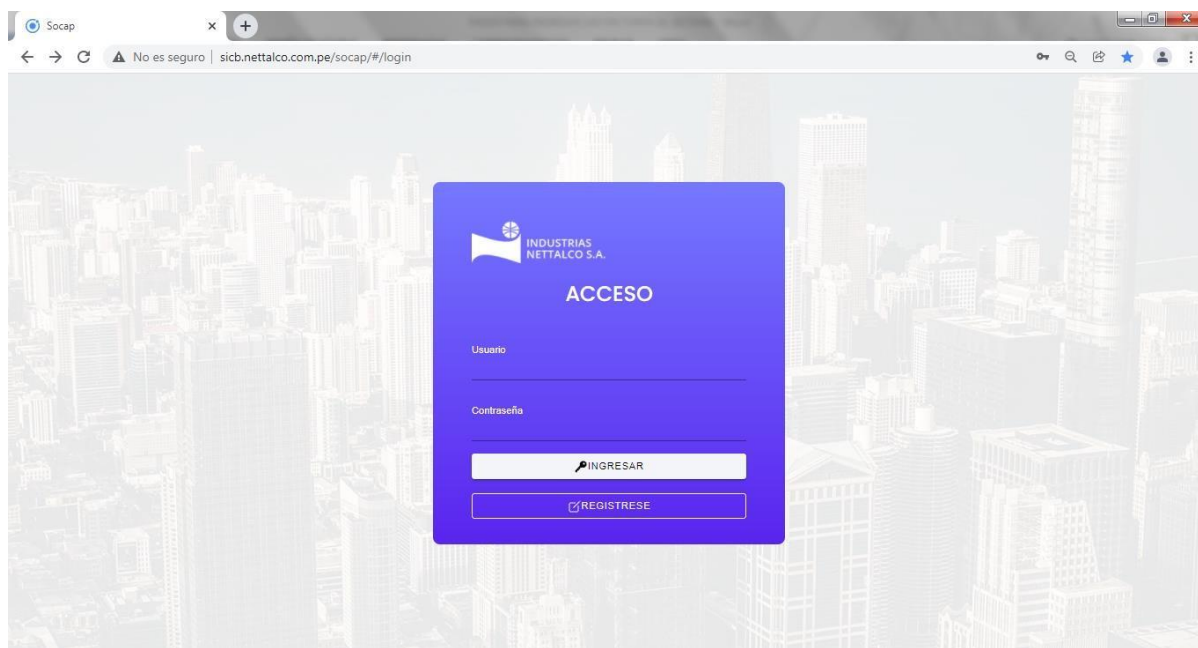 Socap
No es seguro | sicb.nettalco.com.pe/socap/#/login
INDUSTRIAS
NETTALCO S.A.
ACCESO
Usuario
Contraseña
INGRESAR
REGISTRESE